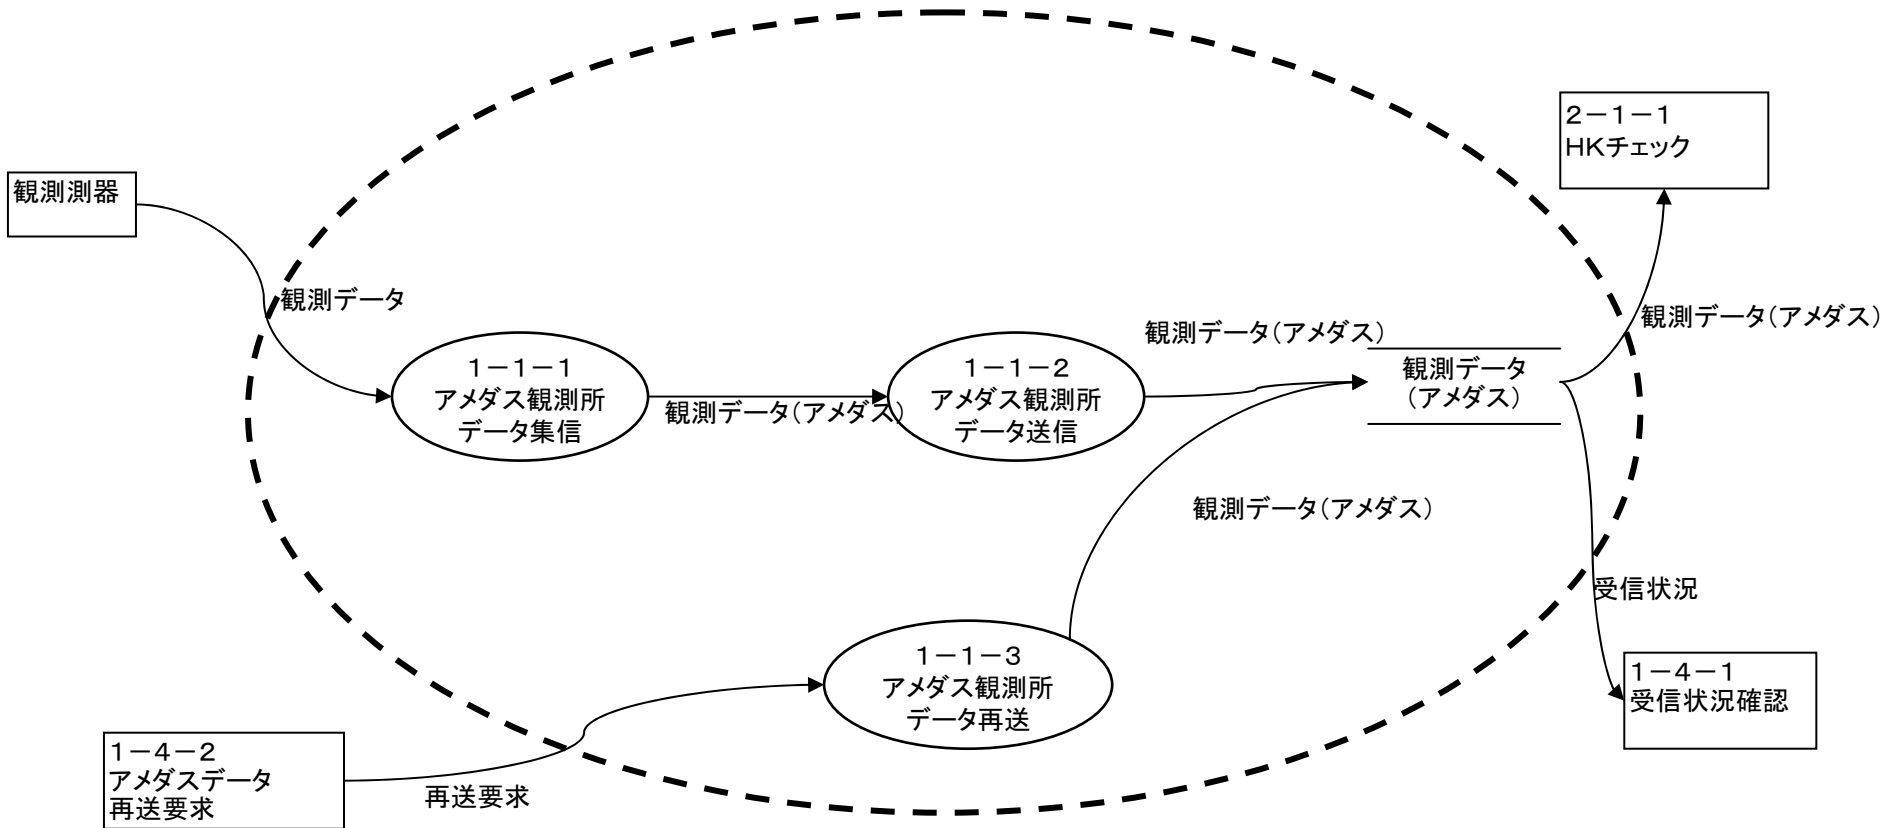 2－1－1
HKチェック
観測測器
観測データ
観測データ(アメダス)
観測データ(アメダス)
1－1－1
アメダス観測所
データ集信
観測データ(アメダス)
1－1－2
アメダス観測所
データ送信
観測データ
(アメダス)
観測データ(アメダス)
受信状況
1－1－3
アメダス観測所
データ再送
1－4－1
受信状況確認
1－4－2
アメダスデータ
再送要求
再送要求